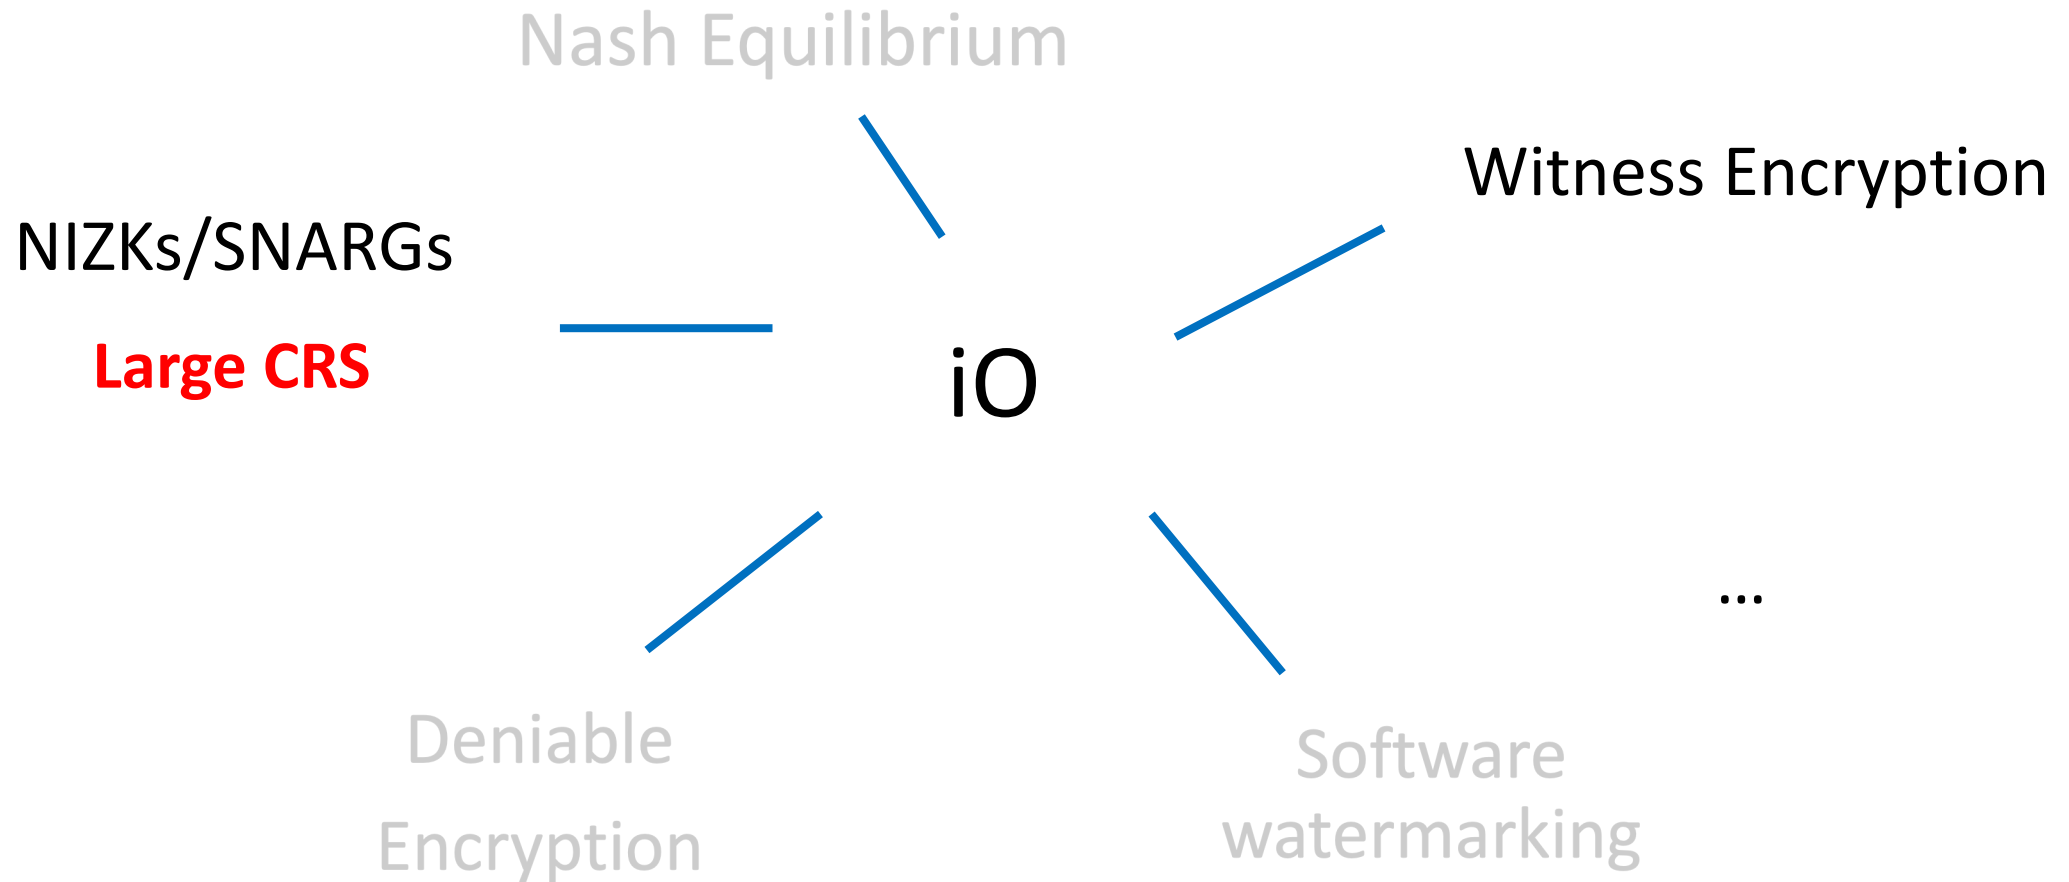 Nash Equilibrium
Witness Encryption
NIZKs/SNARGs
Large CRS
iO
...
Deniable
Encryption
Software
watermarking